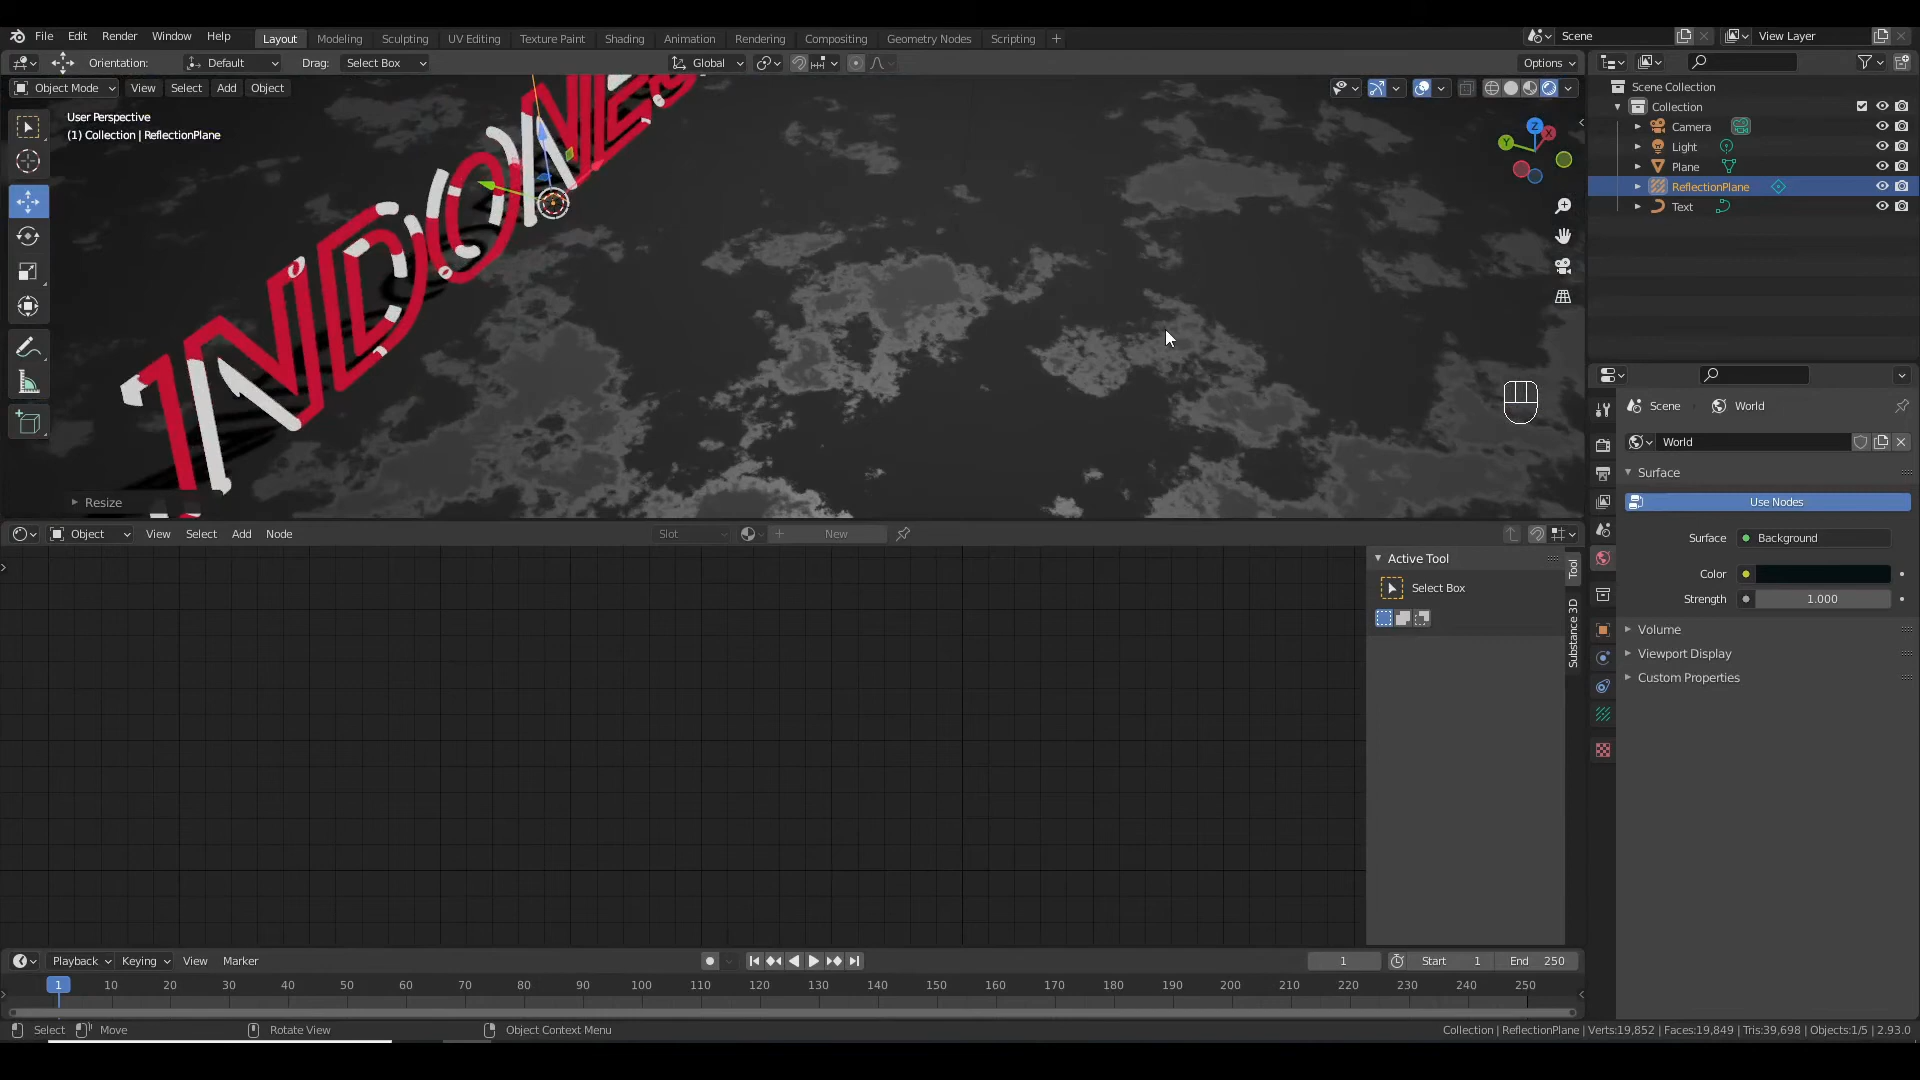 File Edit Render Window Help Layout Modeling Sculpting UV Editing Texture Paint Shading Animation Rendering Compositing Geometry Nodes Scripting + Scene View Layer
Orientation: Default Drag: Select Box Global Options
Object Mode View Select Add Object
User Perspective
(1) Collection | ReflectionPlane
Z
X
Y
INDONE
Resize
Scene Collection
Collection
Camera
Light
Plane
ReflectionPlane
Text
Object View Select Add Node Slot New
Active Tool
Select Box
Tool
Substance 3D
Scene World
World
Surface
Use Nodes
Surface Background
Color
Strength 1.000
Volume
Viewport Display
Custom Properties
Playback Keying View Marker 1 Start 1 End 250
1 10 20 30 40 50 60 70 80 90 100 110 120 130 140 150 160 170 180 190 200 210 220 230 240 250
Select Move Rotate View Object Context Menu Collection | ReflectionPlane | Verts:19,852 | Faces:19,849 | Tris:39,698 | Objects:1/5 | 2.93.0